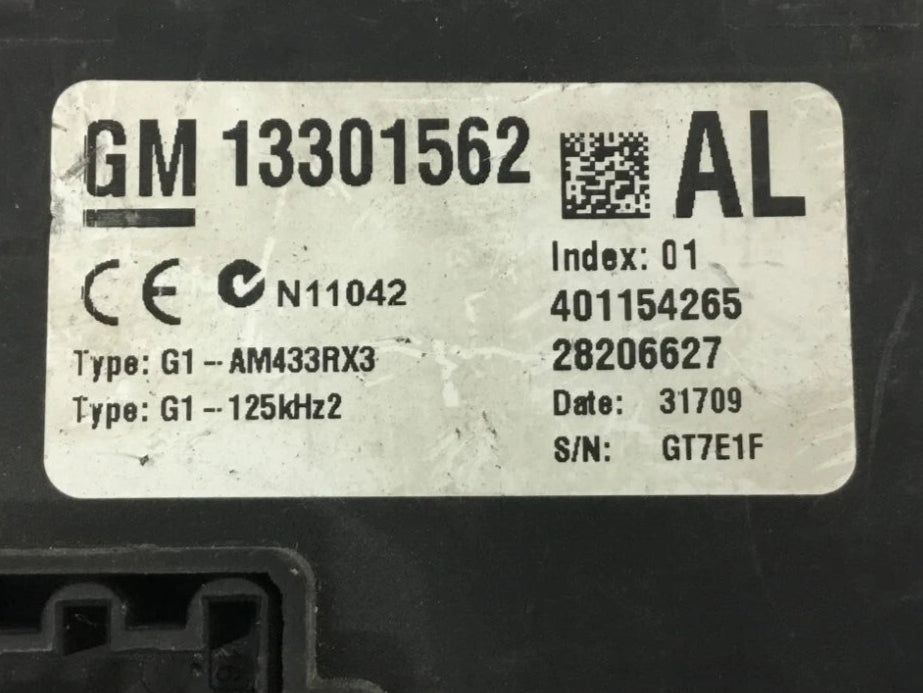 GM 13301562 AL
CE N11042
Type: G1-AM433RX3
Type: G1-125kHz2
Index: 01
401154265
28206627
Date: 31709
S/N: GT7E1F